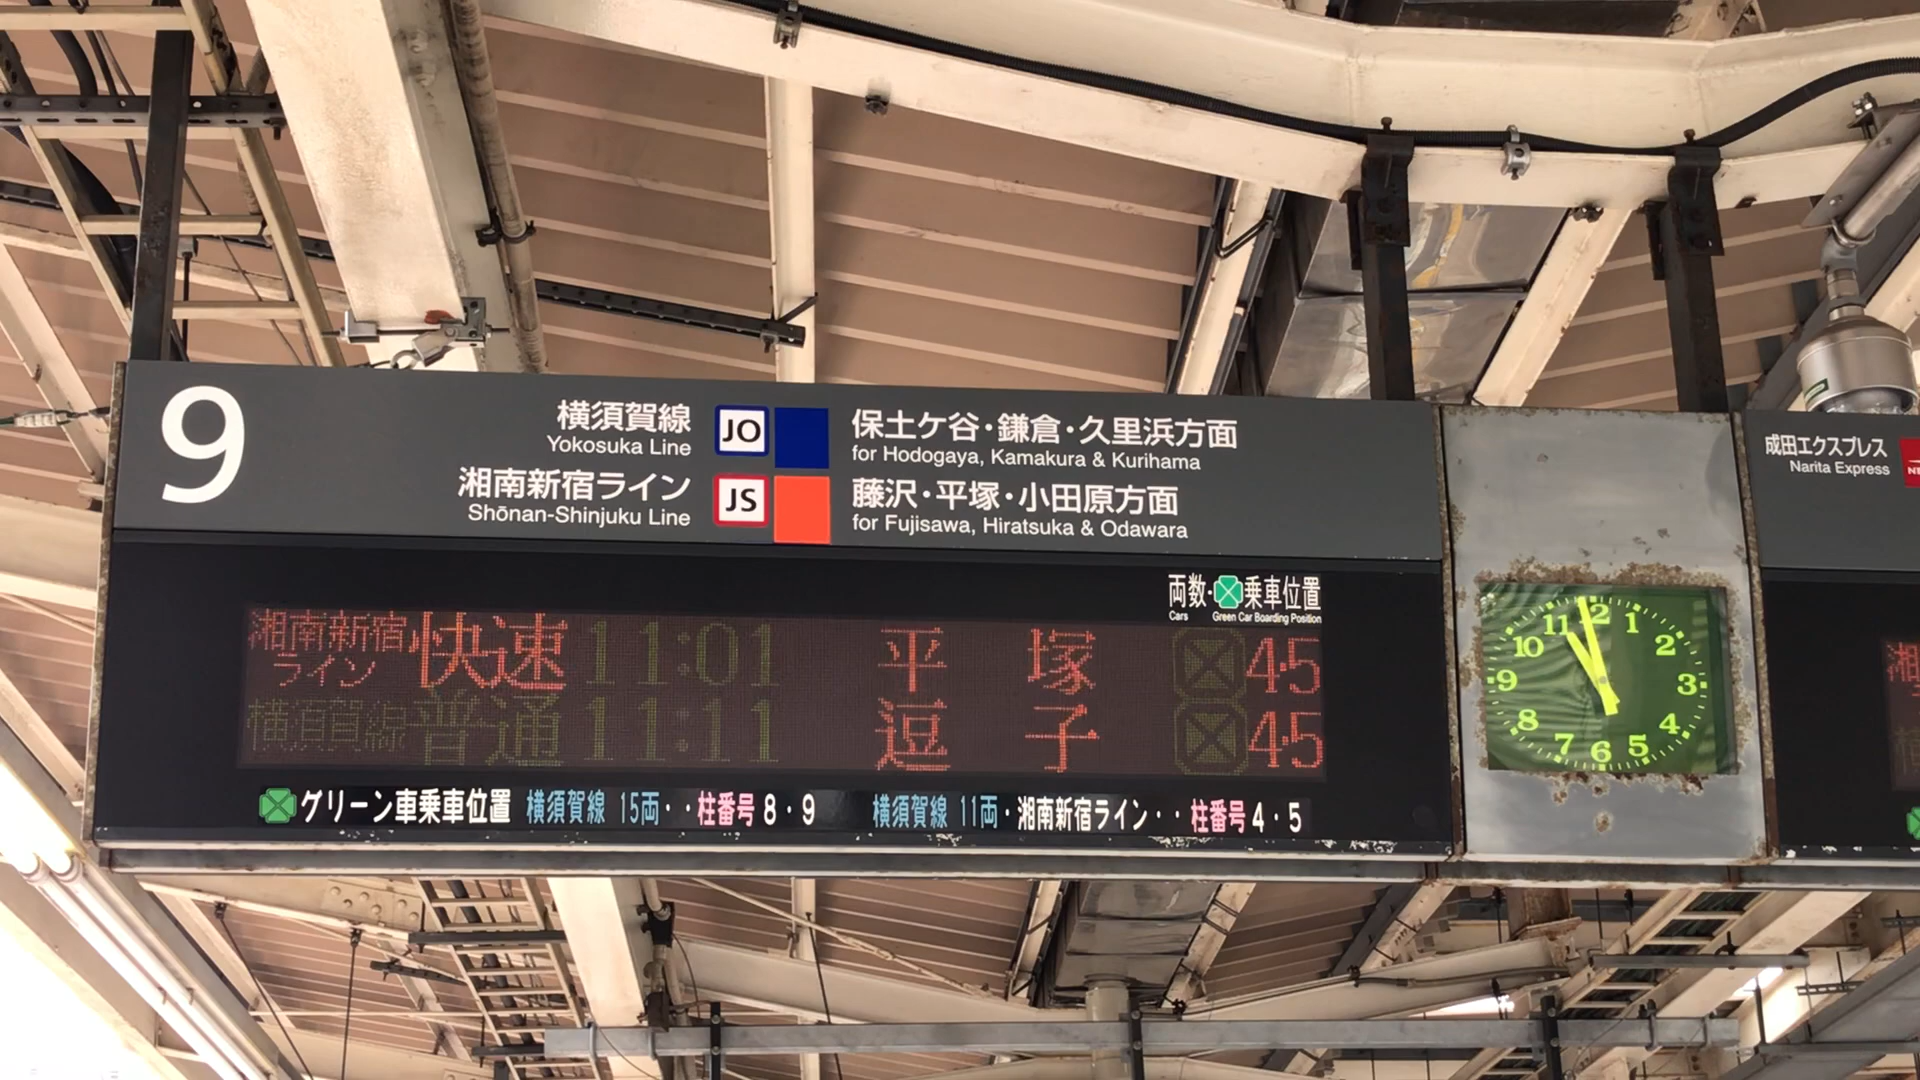 9
横須賀線 JO 保土ケ谷・鎌倉・久里浜方面
Yokosuka Line for Hodogaya, Kamakura & Kurihama
湘南新宿ライン JS 藤沢・平塚・小田原方面
Shōnan-Shinjuku Line for Fujisawa, Hiratsuka & Odawara
両数・乗車位置
Cars Green Car Boarding Position
湘南新宿ライン 快速 11:01 平塚 45
横須賀線 普通 11:11 逗子 45
グリーン車乗車位置 横須賀線 15両・・柱番号 8・9 横須賀線 11両・湘南新宿ライン・・柱番号 4・5
12 1 2 3 4 5 6 7 8 9 10 11
成田エクスプレス
Narita Express
湘